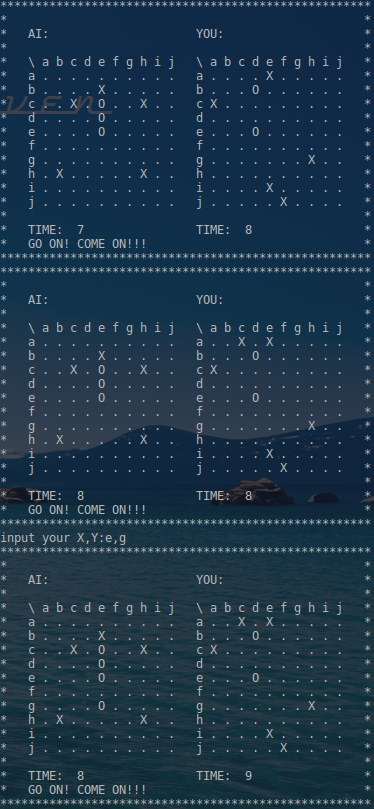 *****************************************************
*                                                   *
*   AI:                     YOU:                    *
*                                                   *
*   \ a b c d e f g h i j   \ a b c d e f g h i j   *
*   a . . . . . . . . . .   a . . . . X . . . . .   *
*   b . . . . X . . . . .   b . . . O . . . . . .   *
*   c . . X . O . . X . .   c X . . . . . . . . .   *
*   d . . . . O . . . . .   d . . . . . . . . . .   *
*   e . . . . O . . . . .   e . . . O . . . . . .   *
*   f . . . . . . . . . .   f . . . . . . . . . .   *
*   g . . . . . . . . . .   g . . . . . . . X . .   *
*   h . X . . . . . X . .   h . . . . . . . . . .   *
*   i . . . . . . . . . .   i . . . . X . . . . .   *
*   j . . . . . . . . . .   j . . . . . X . . . .   *
*                                                   *
*   TIME:  7                TIME:  8                *
*   GO ON! COME ON!!!                               *
*****************************************************
*****************************************************
*                                                   *
*   AI:                     YOU:                    *
*                                                   *
*   \ a b c d e f g h i j   \ a b c d e f g h i j   *
*   a . . . . . . . . . .   a . . X . X . . . . .   *
*   b . . . . X . . . . .   b . . . O . . . . . .   *
*   c . . X . O . . X . .   c X . . . . . . . . .   *
*   d . . . . O . . . . .   d . . . . . . . . . .   *
*   e . . . . O . . . . .   e . . . O . . . . . .   *
*   f . . . . . . . . . .   f . . . . . . . . . .   *
*   g . . . . . . . . . .   g . . . . . . . X . .   *
*   h . X . . . . . X . .   h . . . . . . . . . .   *
*   i . . . . . . . . . .   i . . . . X . . . . .   *
*   j . . . . . . . . . .   j . . . . . X . . . .   *
*                                                   *
*   TIME:  8                TIME:  8                *
*   GO ON! COME ON!!!                               *
*****************************************************
input your X,Y:e,g
*****************************************************
*                                                   *
*   AI:                     YOU:                    *
*                                                   *
*   \ a b c d e f g h i j   \ a b c d e f g h i j   *
*   a . . . . . . . . . .   a . . X . X . . . . .   *
*   b . . . . X . . . . .   b . . . O . . . . . .   *
*   c . . X . O . . X . .   c X . . . . . . . . .   *
*   d . . . . O . . . . .   d . . . . . . . . . .   *
*   e . . . . O . . . . .   e . . . O . . . . . .   *
*   f . . . . . . . . . .   f . . . . . . . . . .   *
*   g . . . . O . . . . .   g . . . . . . . X . .   *
*   h . X . . . . . X . .   h . . . . . . . . . .   *
*   i . . . . . . . . . .   i . . . . X . . . . .   *
*   j . . . . . . . . . .   j . . . . . X . . . .   *
*                                                   *
*   TIME:  8                TIME:  9                *
*   GO ON! COME ON!!!                               *
*****************************************************